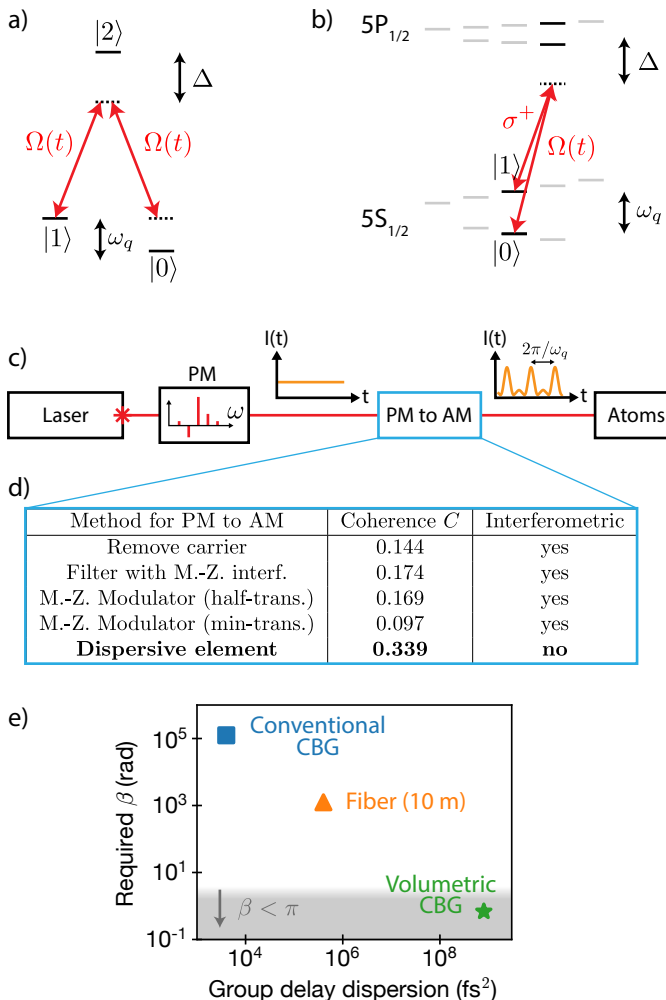 a)
|2⟩
Δ
Ω(t)
Ω(t)
|1⟩
ω_q
|0⟩
b)
5P_{1/2}
Δ
σ^+
Ω(t)
|1⟩
5S_{1/2}
ω_q
|0⟩
c)
Laser
PM
ω
I(t)
t
PM to AM
I(t)
2π/ω_q
t
Atoms
d)
Method for PM to AM Coherence C Interferometric
Remove carrier 0.144 yes
Filter with M.-Z. interf. 0.174 yes
M.-Z. Modulator (half-trans.) 0.169 yes
M.-Z. Modulator (min-trans.) 0.097 yes
Dispersive element 0.339 no
e)
Required β (rad)
10^5
10^3
10^1
10^{-1}
Conventional
CBG
Fiber (10 m)
Volumetric
CBG
β < π
10^4
10^6
10^8
Group delay dispersion (fs^2)